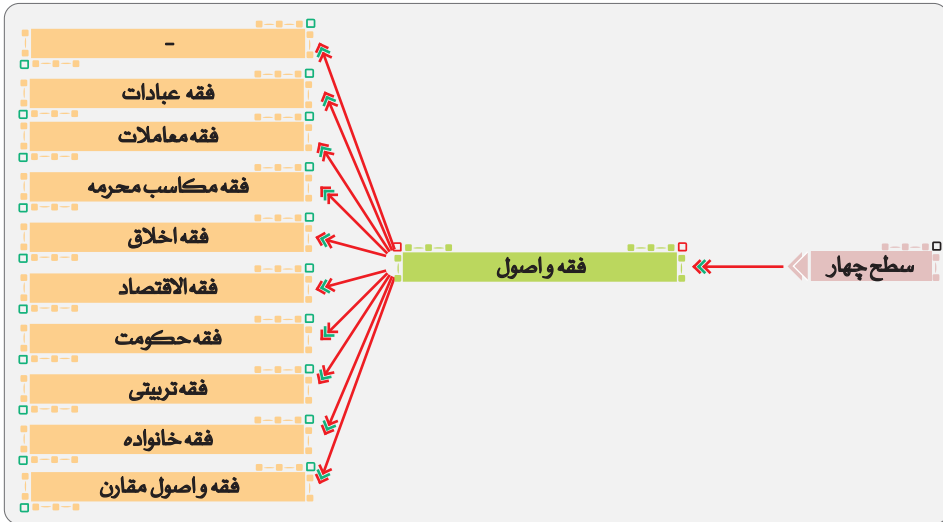 سطح چهار
فقه و اصول
-
فقه عبادات
فقه معاملات
فقه مکاسب محرمه
فقه اخلاق
فقه الاقتصاد
فقه حکومت
فقه تربیتی
فقه خانواده
فقه و اصول مقارن